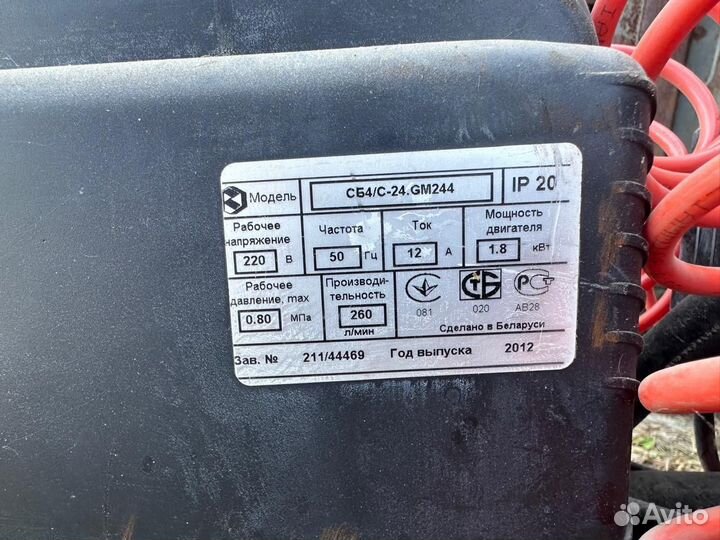 Модель СБ4/С-24.GM244 IP 20
Рабочее напряжение 220 В
Частота 50 Гц
Ток 12 А
Мощность двигателя 1.8 кВт
Рабочее давление, max 0.80 МПа
Производи-
тельность 260 л/мин
081 020 АВ28
Сделано в Беларуси
Зав. № 211/44469 Год выпуска 2012
Avito